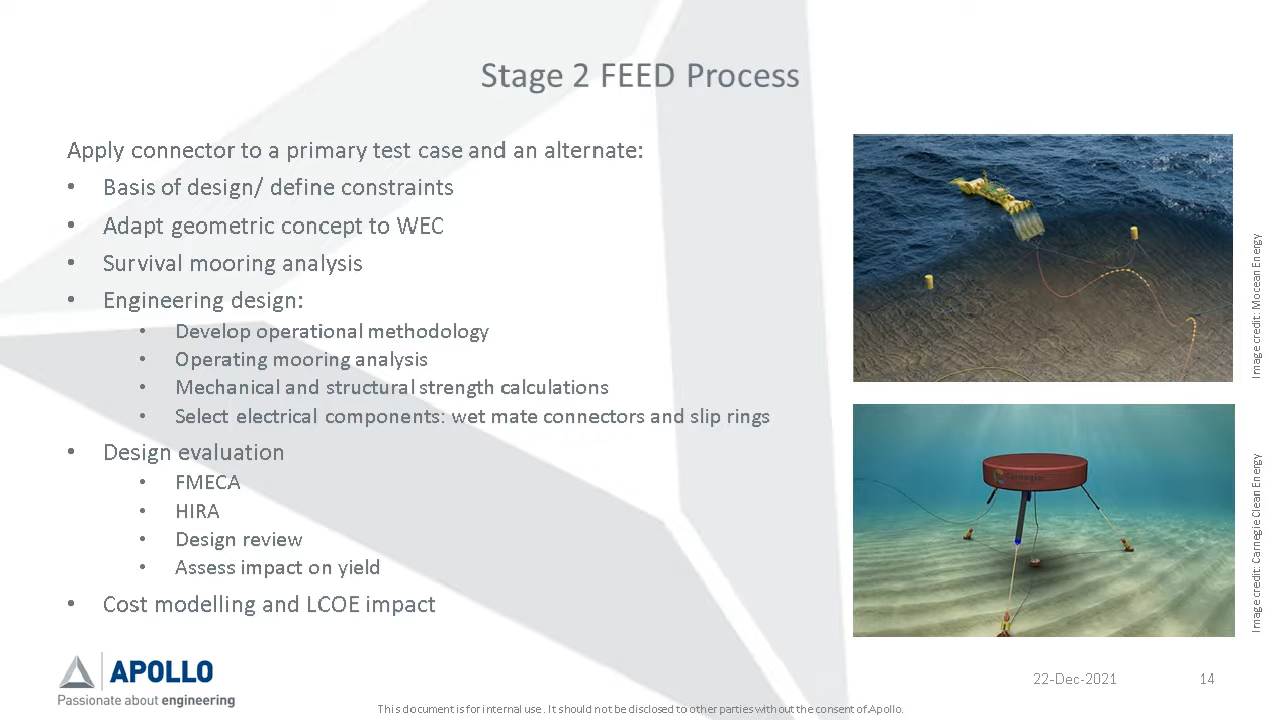 Stage 2 FEED Process
Apply connector to a primary test case and an alternate:
• Basis of design/ define constraints
• Adapt geometric concept to WEC
• Survival mooring analysis
• Engineering design:
• Develop operational methodology
• Operating mooring analysis
• Mechanical and structural strength calculations
• Select electrical components: wet mate connectors and slip rings
• Design evaluation
• FMECA
• HIRA
• Design review
• Assess impact on yield
• Cost modelling and LCOE impact
Image credit: Mocean Energy
Carnegie
Image credit: Carnegie Clean Energy
APOLLO
Passionate about engineering
This document is for internal use. It should not be disclosed to other parties without the consent of Apollo.
22-Dec-2021
14